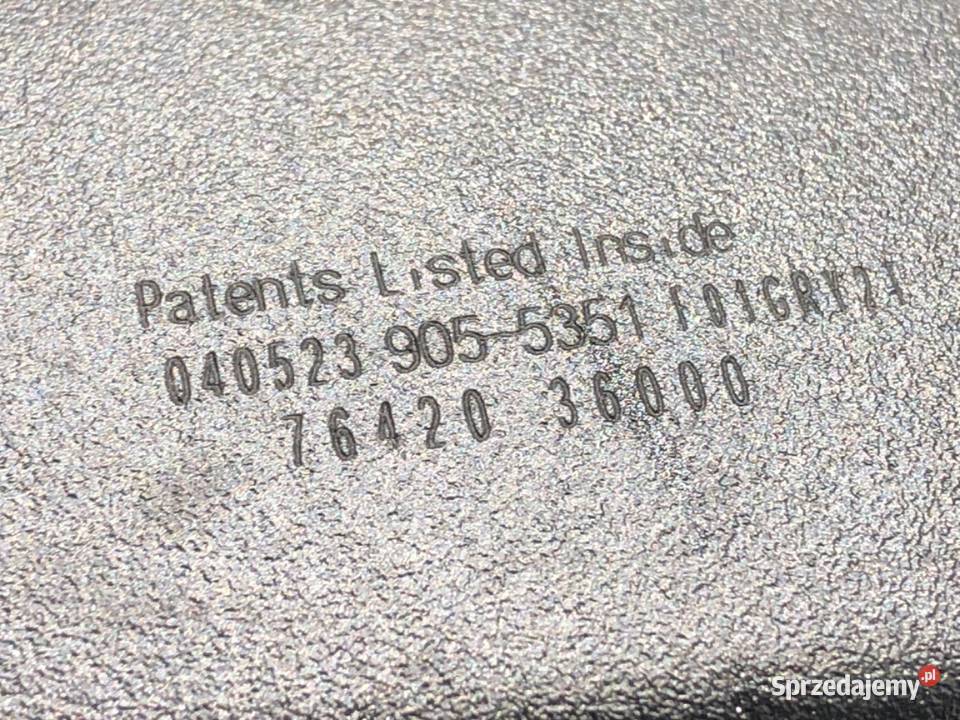 Patents Listed Inside
040523 905-5351
76420 36000
Sprzedajemy.pl